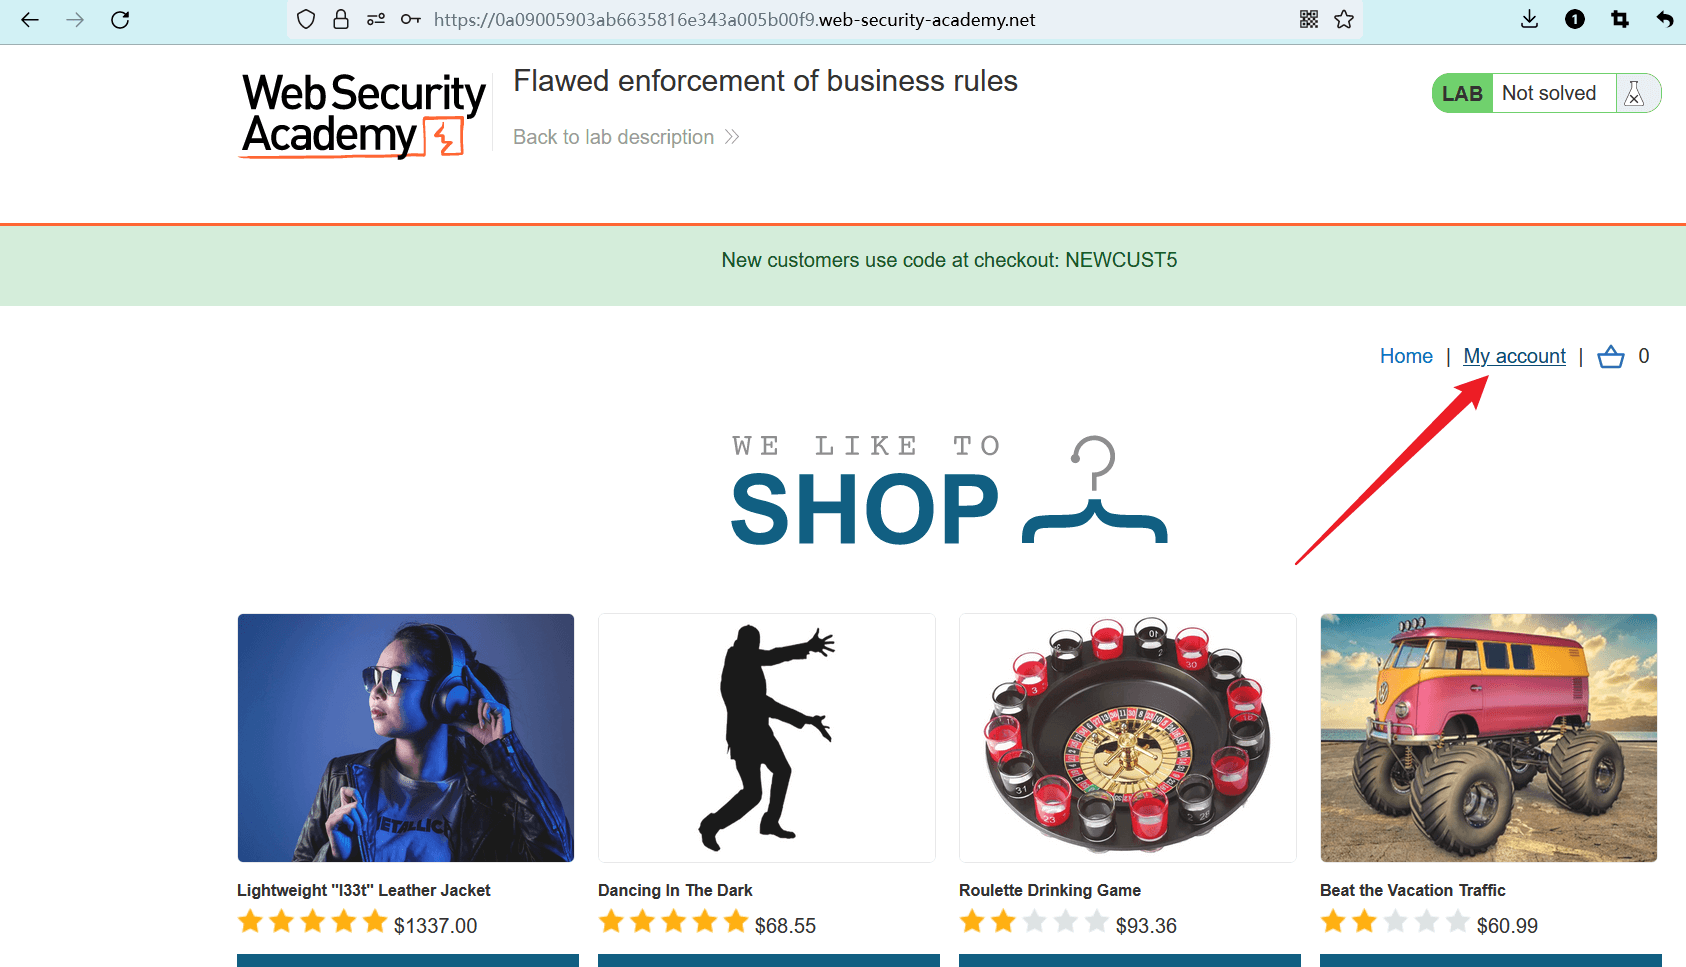 https://0a09005903ab6635816e343a005b00f9.web-security-academy.net
1
Web Security
Academy
Flawed enforcement of business rules
Back to lab description
LAB Not solved
New customers use code at checkout: NEWCUST5
Home | My account | 0
WE LIKE TO
SHOP
METALLICA
Lightweight "l33t" Leather Jacket
$1337.00
Dancing In The Dark
$68.55
Roulette Drinking Game
$93.36
Beat the Vacation Traffic
$60.99